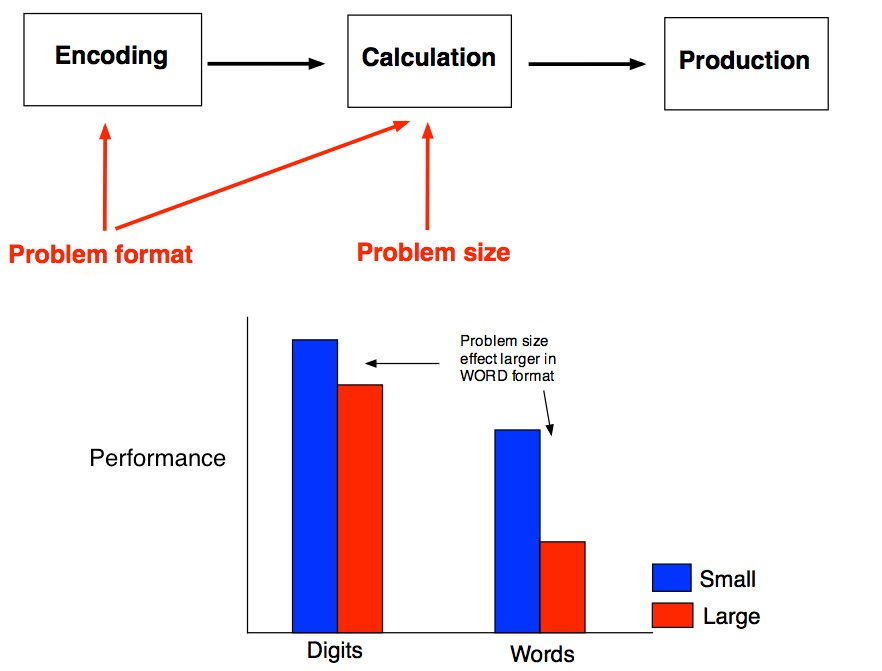 Encoding
Calculation
Production
Problem format
Problem size
Problem size
effect larger in
WORD format
Performance
Small
Large
Digits
Words